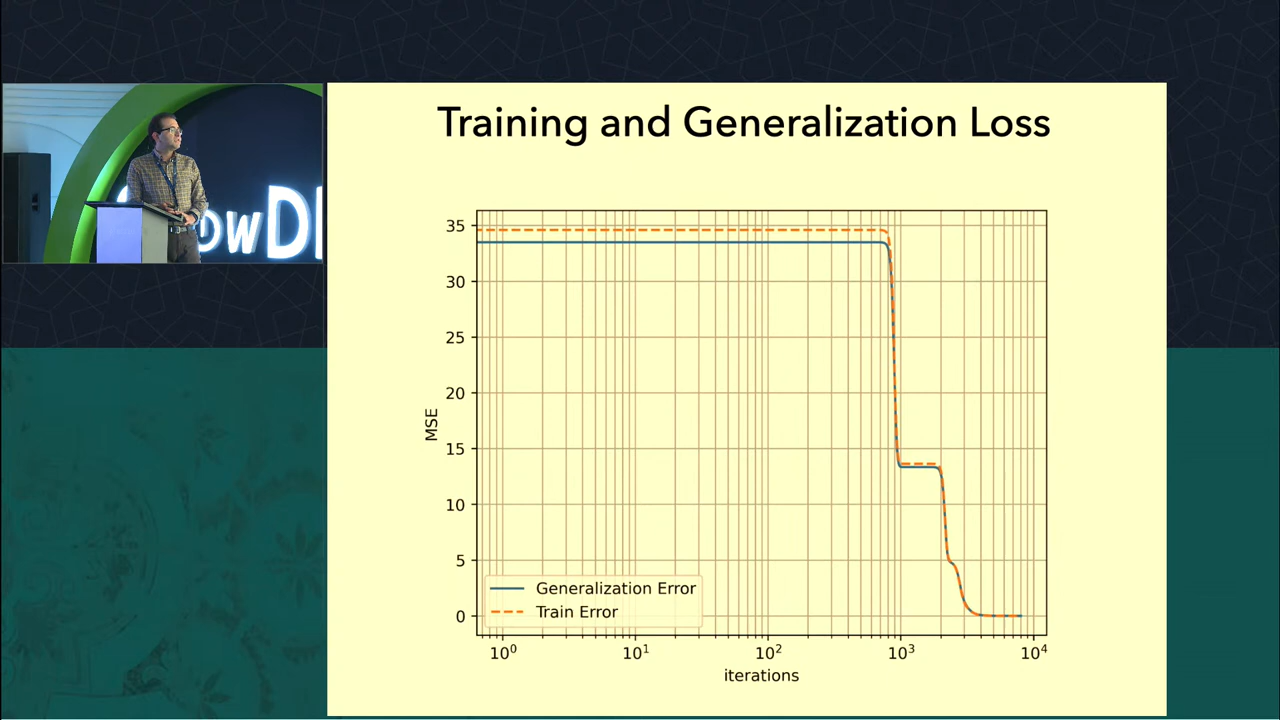 Training and Generalization Loss
35
30
25
20
15
10
5
0
MSE
Generalization Error
Train Error
10⁰ 10¹ 10² 10³ 10⁴
iterations